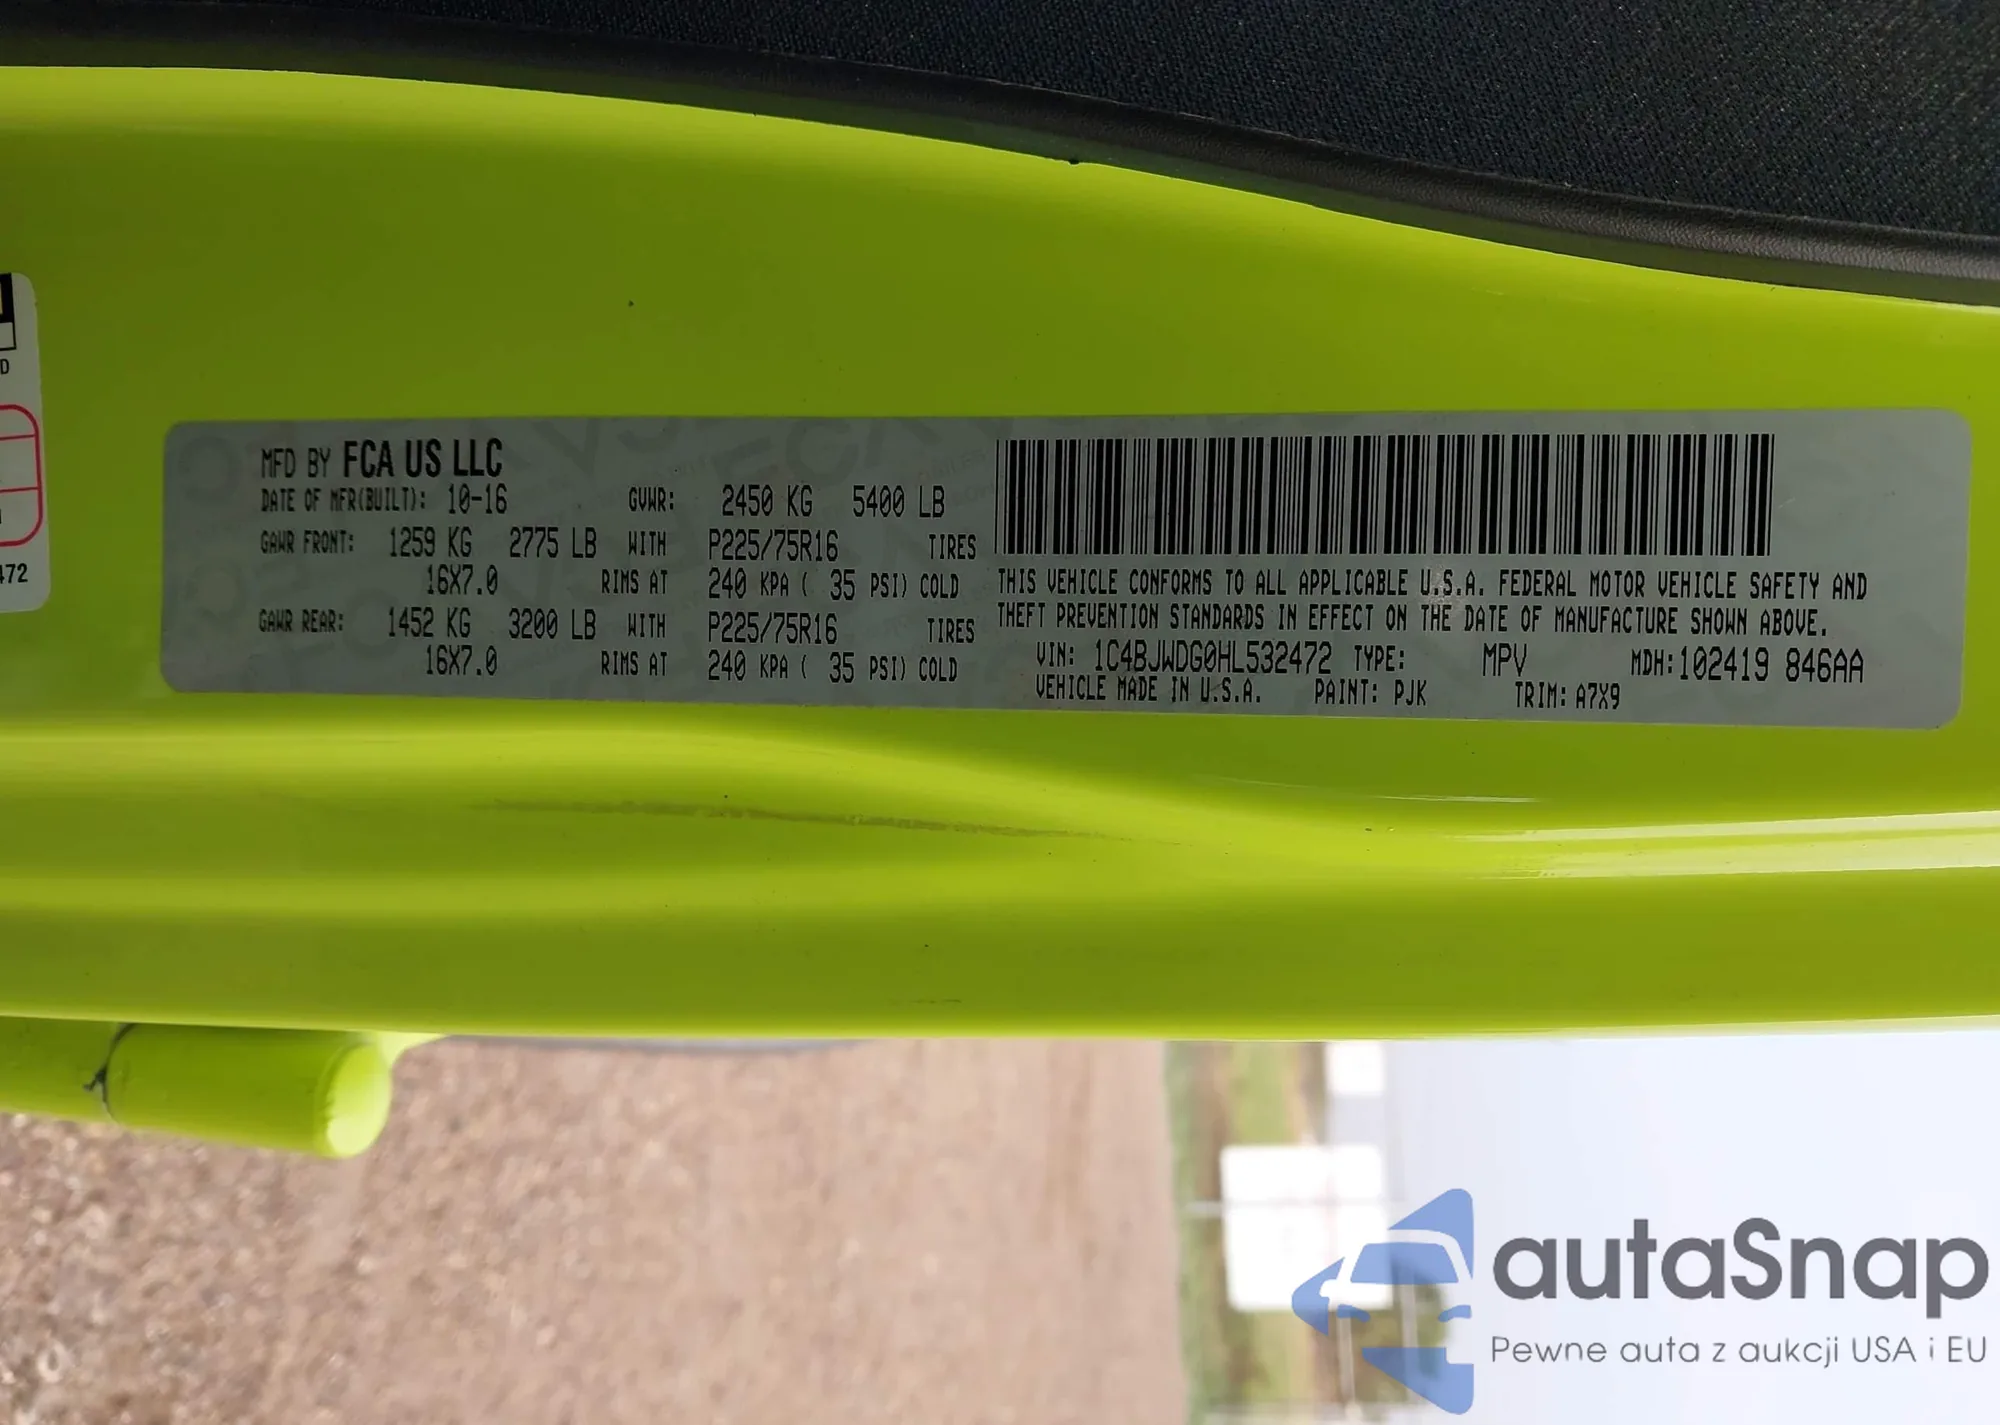 MFD BY FCA US LLC
DATE OF MFR(BUILT): 10-16 GVWR: 2450 KG 5400 LB
GAWR FRONT: 1259 KG 2775 LB WITH P225/75R16 TIRES
16X7.0 RIMS AT 240 KPA ( 35 PSI) COLD
GAWR REAR: 1452 KG 3200 LB WITH P225/75R16 TIRES
16X7.0 RIMS AT 240 KPA ( 35 PSI) COLD
THIS VEHICLE CONFORMS TO ALL APPLICABLE U.S.A. FEDERAL MOTOR VEHICLE SAFETY AND
THEFT PREVENTION STANDARDS IN EFFECT ON THE DATE OF MANUFACTURE SHOWN ABOVE.
VIN: 1C4BJWDG0HL532472 TYPE: MPV MDH: 102419 846AA
VEHICLE MADE IN U.S.A. PAINT: PJK TRIM: A7X9
472
autaSnap
Pewne auta z aukcji USA i EU